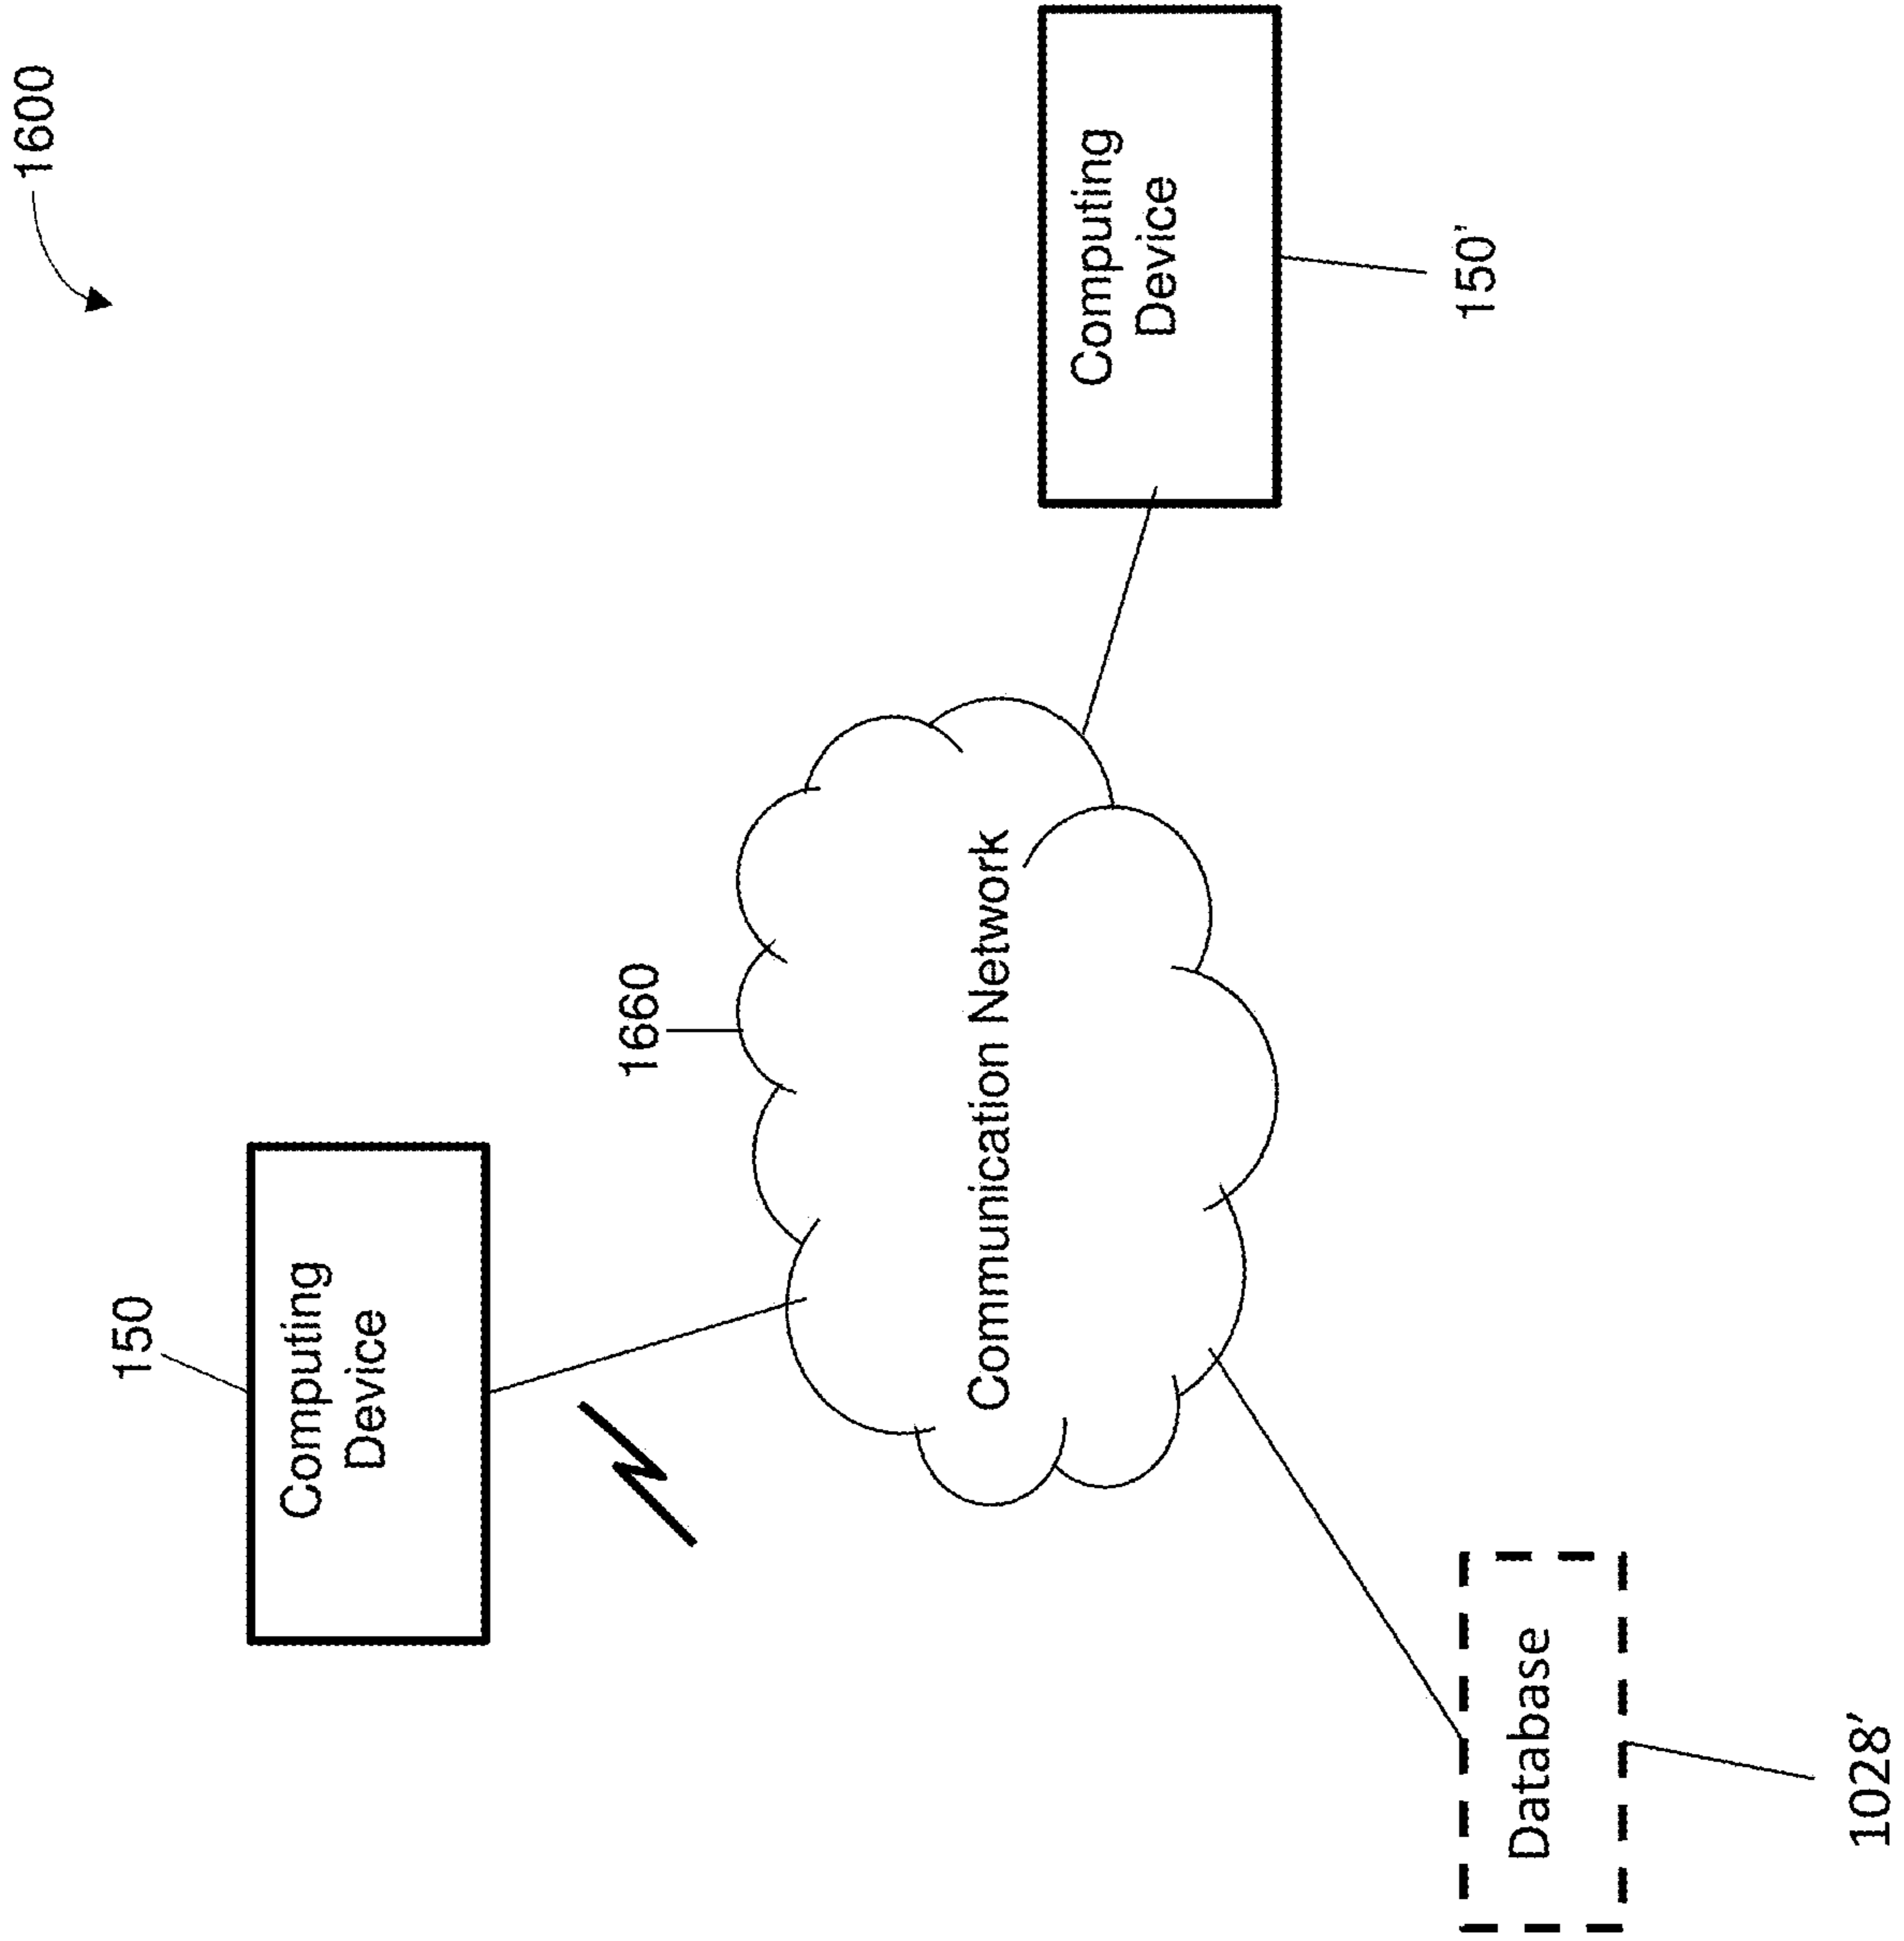 1600
150
Computing
Device
1660
Communication Network
Computing
Device
150'
Database
1028'